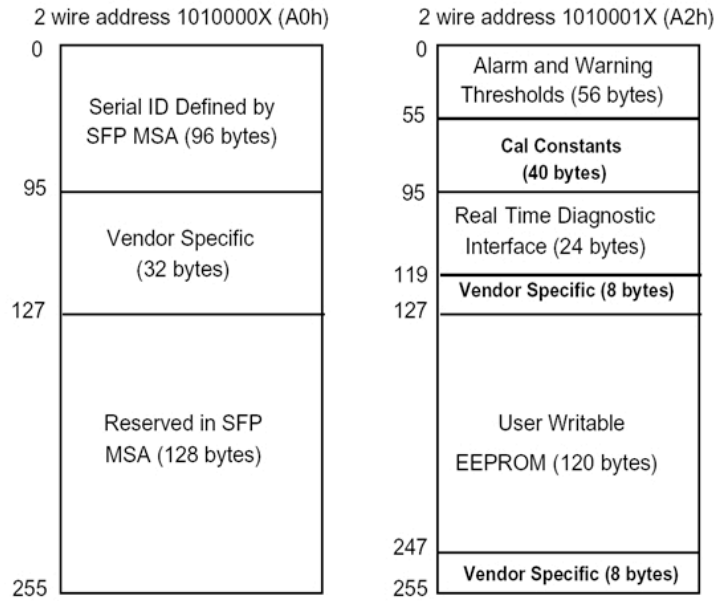 2 wire address 1010000X (A0h)
0
Serial ID Defined by
SFP MSA (96 bytes)
95
Vendor Specific
(32 bytes)
127
Reserved in SFP
MSA (128 bytes)
255
2 wire address 1010001X (A2h)
0
Alarm and Warning
Thresholds (56 bytes)
55
Cal Constants
(40 bytes)
95
Real Time Diagnostic
Interface (24 bytes)
119
Vendor Specific (8 bytes)
127
User Writable
EEPROM (120 bytes)
247
Vendor Specific (8 bytes)
255